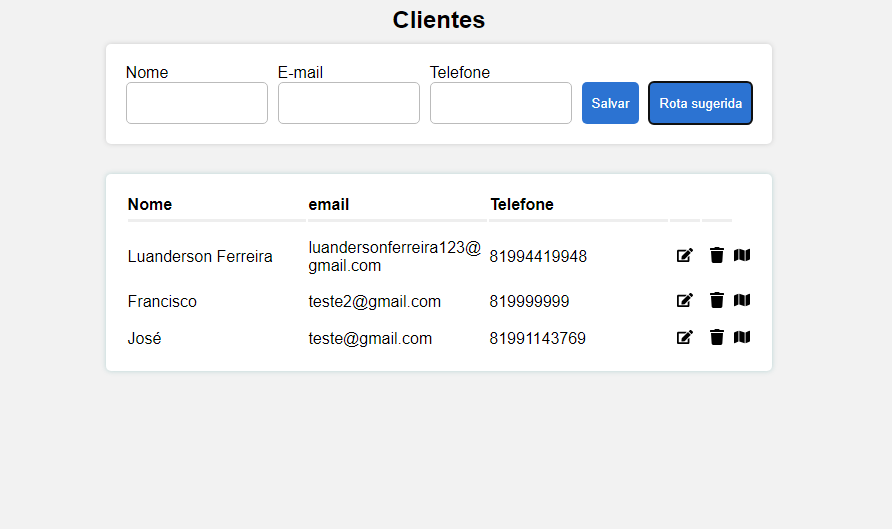 Clientes
Nome E-mail Telefone
Salvar Rota sugerida
Nome email Telefone
Luanderson Ferreira luandersonferreira123@ 81994419948
gmail.com
Francisco teste2@gmail.com 819999999
José teste@gmail.com 81991143769